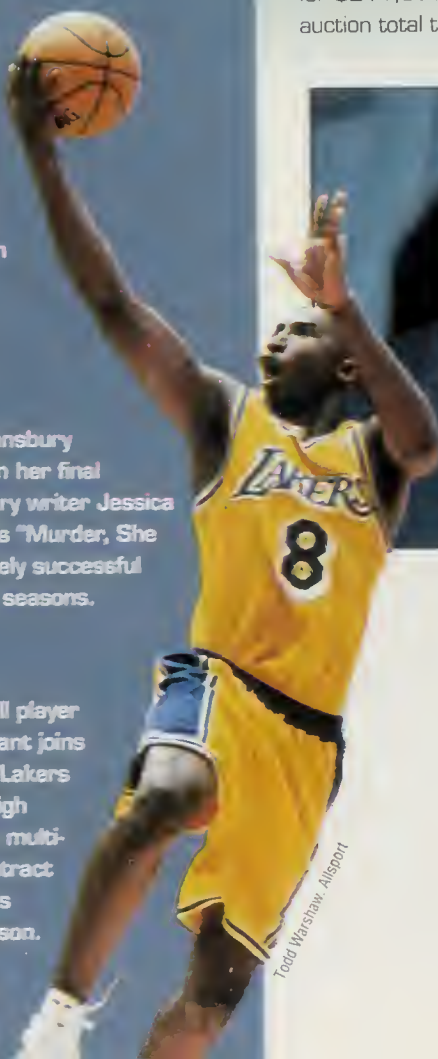 auction total t
ensbury
n her final
ry writer Jessica
s "Murder, She
ely successful
seasons.
ll player
ant joins
Lakers
igh
multi-
tract
s
son.
LAKERS
8
Todd Warshaw, Allsport